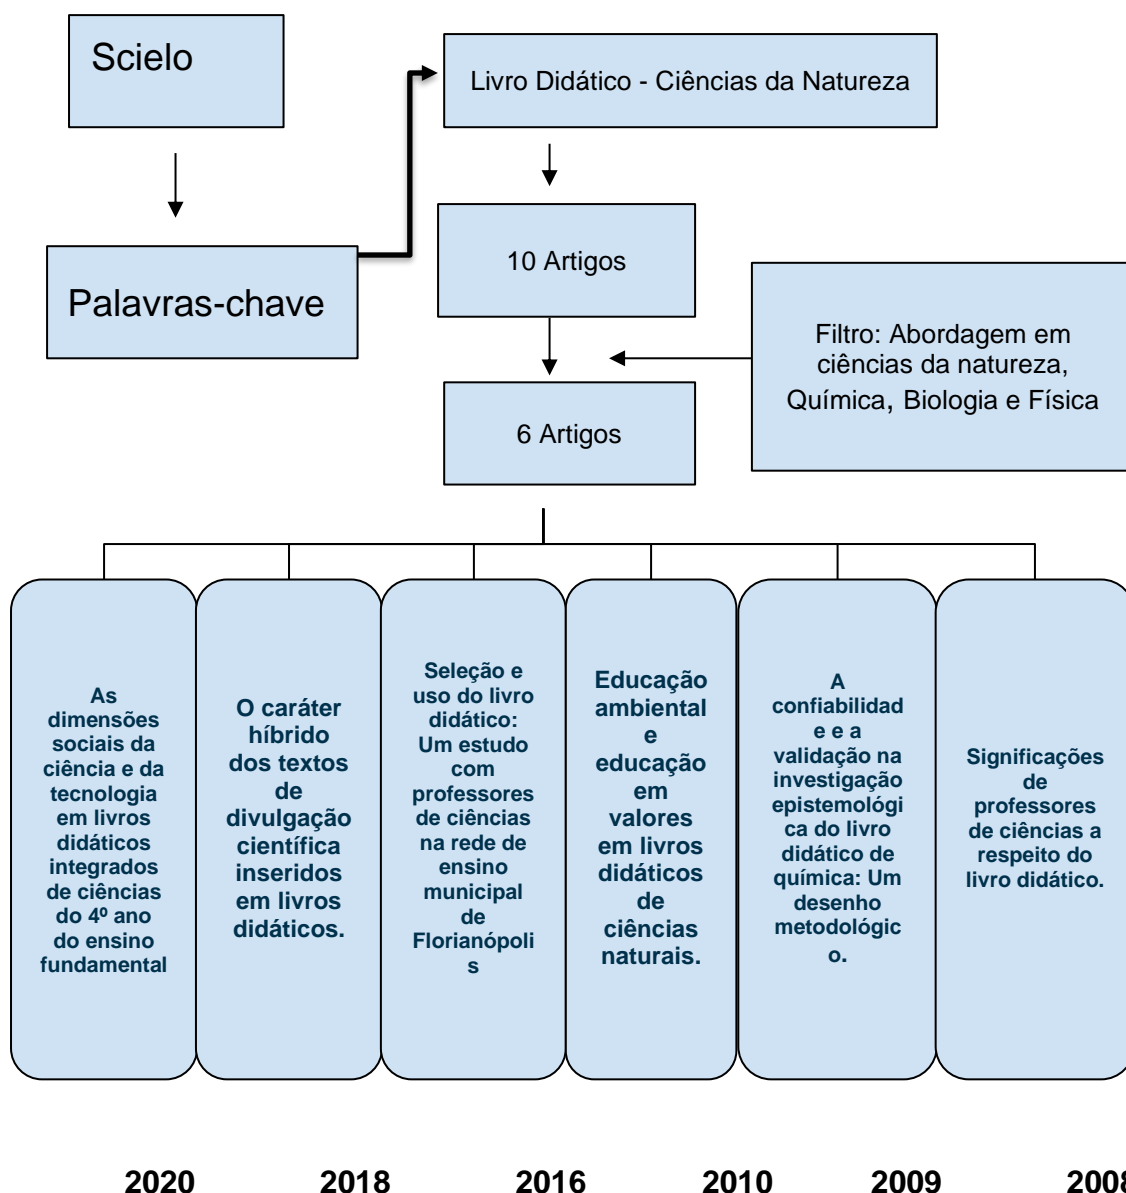 Scielo
Livro Didático - Ciências da Natureza
Palavras-chave
10 Artigos
Filtro: Abordagem em
ciências da natureza,
Química, Biologia e Física
6 Artigos
As
dimensões
sociais da
ciência e da
tecnologia
em livros
didáticos
integrados
de ciências
do 4º ano
do ensino
fundamental
O caráter
híbrido
dos textos
de
divulgação
científica
inseridos
em livros
didáticos.
Seleção e
uso do livro
didático:
Um estudo
com
professores
de ciências
na rede de
ensino
municipal
de
Florianópoli
s
Educação
ambiental
e
educação
em
valores
em livros
didáticos
de
ciências
naturais.
A
confiabilidad
e e a
validação na
investigação
epistemológi
ca do livro
didático de
química: Um
desenho
metodológic
o.
Significações
de
professores
de ciências a
respeito do
livro didático.
2020 2018 2016 2010 2009 2008